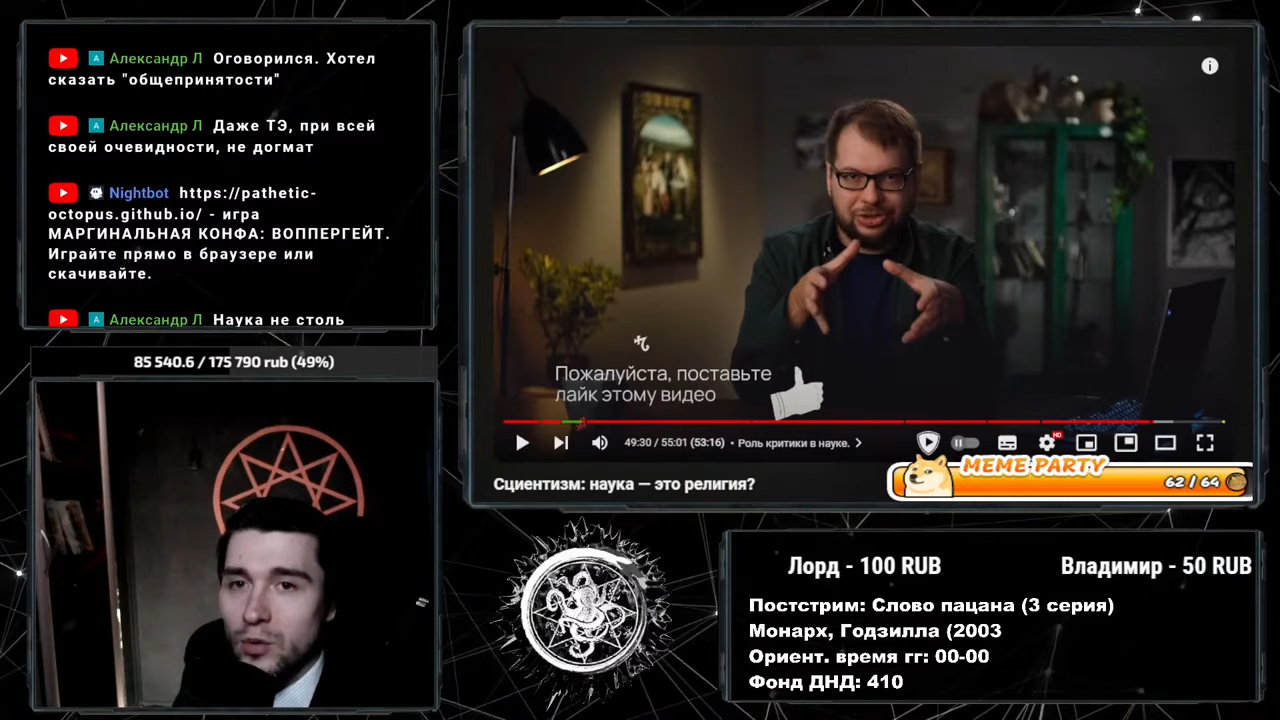 Александр Л Оговорился. Хотел
сказать "общепринятости"
Александр Л Даже ТЭ, при всей
своей очевидности, не догмат
Nightbot https://pathetic-
octopus.github.io/ - игра
МАРГИНАЛЬНАЯ КОНФА: ВОППЕРГЕЙТ.
Играйте прямо в браузере или
скачивайте.
Александр Л Наука не столь
85 540.6 / 175 790 rub (49%)
Пожалуйста, поставьте
лайк этому видео
49:30 / 55:01 (53:16) • Роль критики в науке.
HD
Сциентизм: наука — это религия?
MEME PARTY
62 / 64
Лорд - 100 RUB Владимир - 50 RUB
Постстрим: Слово пацана (3 серия)
Монарх, Годзилла (2003
Ориент. время гг: 00-00
Фонд ДНД: 410